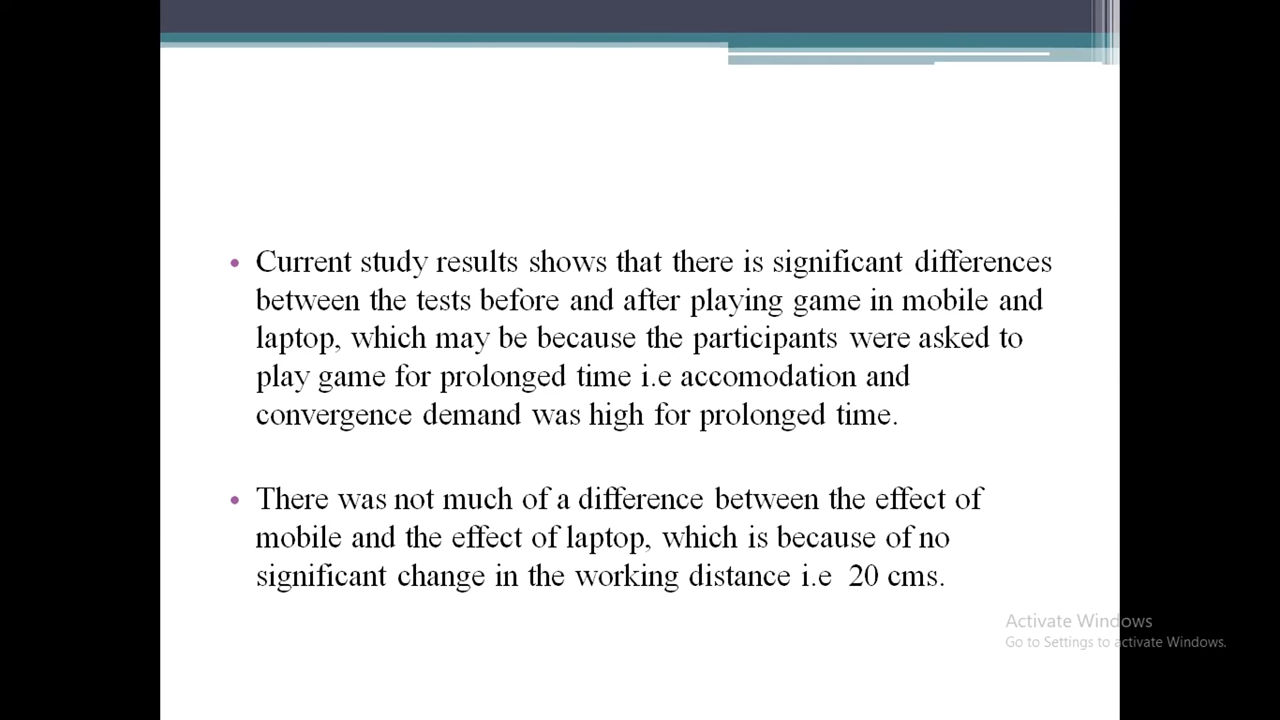 • Current study results shows that there is significant differences
between the tests before and after playing game in mobile and
laptop, which may be because the participants were asked to
play game for prolonged time i.e accomodation and
convergence demand was high for prolonged time.
• There was not much of a difference between the effect of
mobile and the effect of laptop, which is because of no
significant change in the working distance i.e  20 cms.
Activate Windows
Go to Settings to activate Windows.